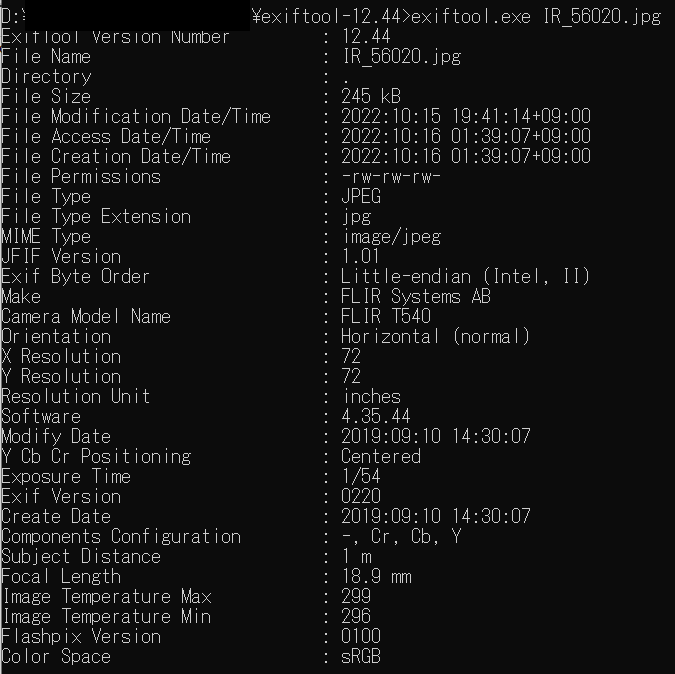 D:¥ ¥exiftool-12.44>exiftool.exe IR_56020.jpg
ExifTool Version Number : 12.44
File Name : IR_56020.jpg
Directory : .
File Size : 245 kB
File Modification Date/Time : 2022:10:15 19:41:14+09:00
File Access Date/Time : 2022:10:16 01:39:07+09:00
File Creation Date/Time : 2022:10:16 01:39:07+09:00
File Permissions : -rw-rw-rw-
File Type : JPEG
File Type Extension : jpg
MIME Type : image/jpeg
JFIF Version : 1.01
Exif Byte Order : Little-endian (Intel, II)
Make : FLIR Systems AB
Camera Model Name : FLIR T540
Orientation : Horizontal (normal)
X Resolution : 72
Y Resolution : 72
Resolution Unit : inches
Software : 4.35.44
Modify Date : 2019:09:10 14:30:07
Y Cb Cr Positioning : Centered
Exposure Time : 1/54
Exif Version : 0220
Create Date : 2019:09:10 14:30:07
Components Configuration : -, Cr, Cb, Y
Subject Distance : 1 m
Focal Length : 18.9 mm
Image Temperature Max : 299
Image Temperature Min : 296
Flashpix Version : 0100
Color Space : sRGB